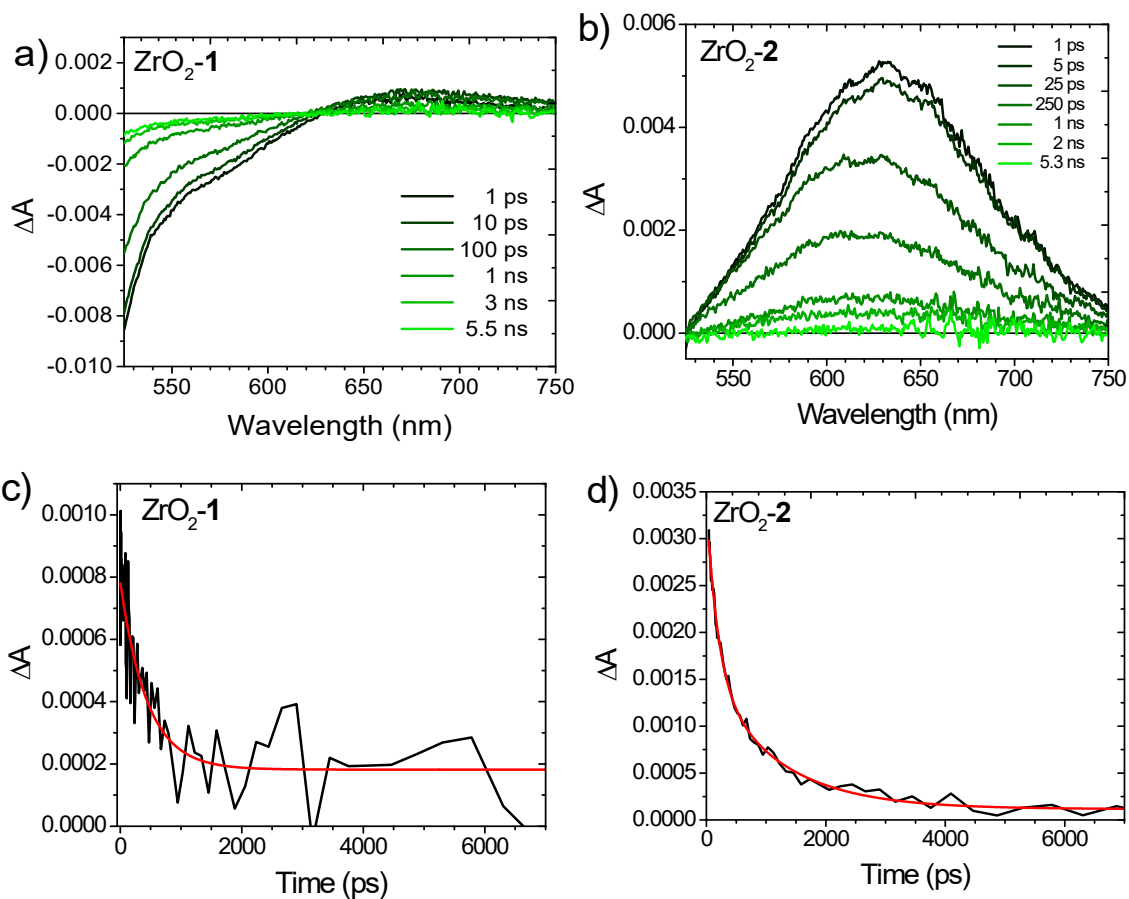 a)
ZrO2-1
0.002
0.000
-0.002
-0.004
-0.006
-0.008
-0.010
ΔA
1 ps
10 ps
100 ps
1 ns
3 ns
5.5 ns
550 600 650 700 750
Wavelength (nm)
b)
ZrO2-2
0.006
0.004
0.002
0.000
ΔA
1 ps
5 ps
25 ps
250 ps
1 ns
2 ns
5.3 ns
550 600 650 700 750
Wavelength (nm)
c)
ZrO2-1
0.0010
0.0008
0.0006
0.0004
0.0002
0.0000
ΔA
0 2000 4000 6000
Time (ps)
d)
ZrO2-2
0.0035
0.0030
0.0025
0.0020
0.0015
0.0010
0.0005
0.0000
ΔA
0 2000 4000 6000
Time (ps)